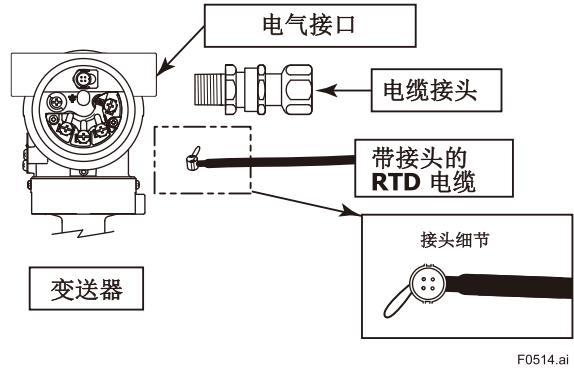 电气接口
电缆接头
带接头的
RTD 电缆
接头细节
变送器
F0514.ai